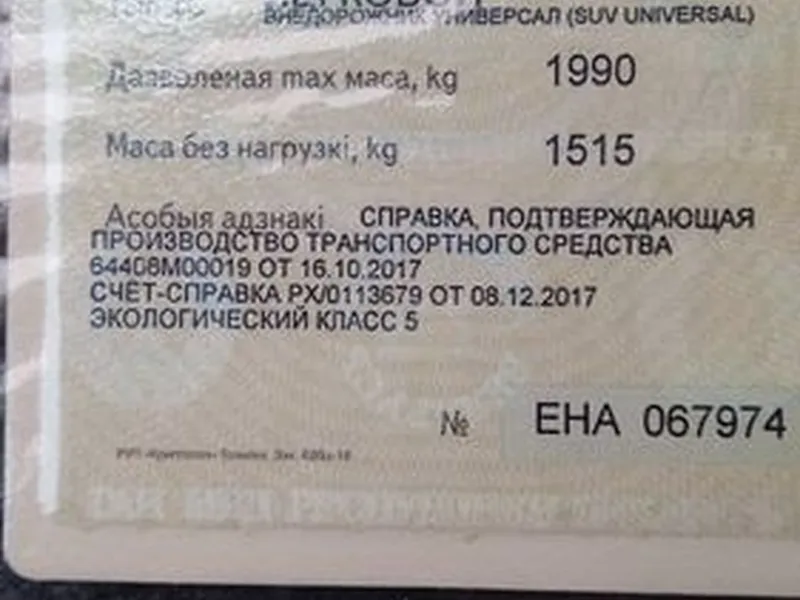 ВНЕДОРОЖНИК УНИВЕРСАЛ (SUV UNIVERSAL)
Дазволеная max маса, kg 1990
Маса без нагрузкі, kg 1515
Асобыя адзнакі СПРАВКА, ПОДТВЕРЖДАЮЩАЯ
ПРОИЗВОДСТВО ТРАНСПОРТНОГО СРЕДСТВА
64408М00019 ОТ 16.10.2017
СЧЕТ-СПРАВКА РХ/0113679 ОТ 08.12.2017
ЭКОЛОГИЧЕСКИЙ КЛАСС 5
№ ЕНА 067974